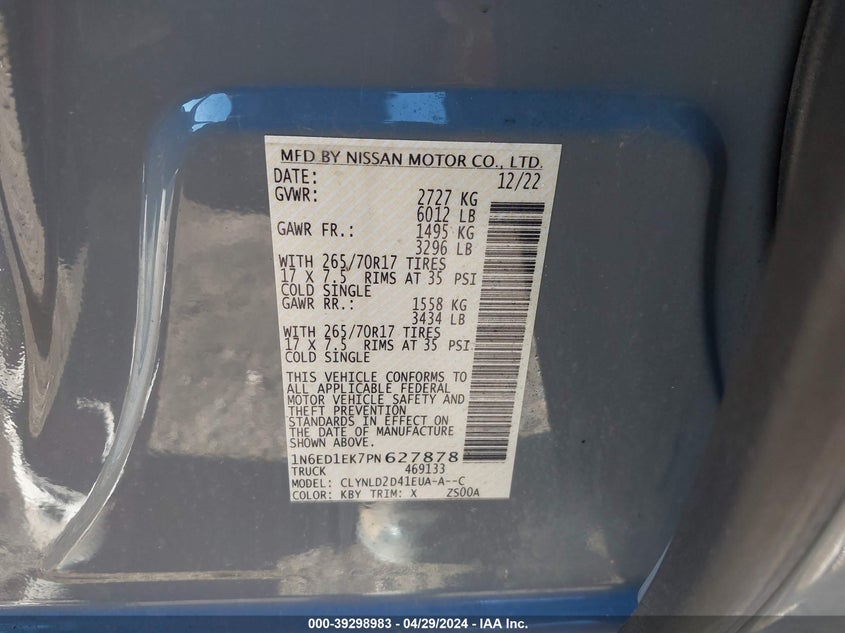 MFD BY NISSAN MOTOR CO., LTD.
DATE: 12/22
GVWR: 2727 KG
6012 LB
GAWR FR.: 1495 KG
3296 LB
WITH 265/70R17 TIRES
17 X 7.5 RIMS AT 35 PSI
COLD SINGLE
GAWR RR.: 1558 KG
3434 LB
WITH 265/70R17 TIRES
17 X 7.5 RIMS AT 35 PSI
COLD SINGLE
THIS VEHICLE CONFORMS TO
ALL APPLICABLE FEDERAL
MOTOR VEHICLE SAFETY AND
THEFT PREVENTION
STANDARDS IN EFFECT ON
THE DATE OF MANUFACTURE
SHOWN ABOVE.
1N6ED1EK7PN627878
TRUCK 469133
MODEL: CLYNLD2D41EUA-A--C
COLOR: KBY TRIM: X ZS00A
000-39298983 - 04/29/2024 - IAA Inc.